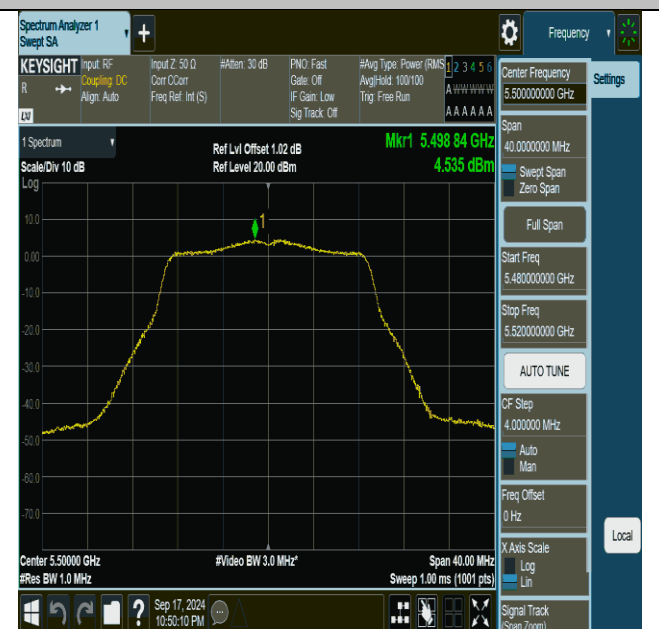 Spectrum Analyzer 1
Swept SA
+
Frequency
KEYSIGHT
R
LXI
Input: RF
Coupling: DC
Align: Auto
Input Z: 50 Ω
Corr CCorr
Freq Ref: Int (S)
#Atten: 30 dB
PNO: Fast
Gate: Off
IF Gain: Low
Sig Track: Off
#Avg Type: Power (RMS
Avg|Hold: 100/100
Trig: Free Run
1 2 3 4 5 6
A W W W W W
A A A A A A
1 Spectrum
Scale/Div 10 dB
Log
Ref Lvl Offset 1.02 dB
Ref Level 20.00 dBm
Mkr1 5.498 84 GHz
4.535 dBm
1
10.0
0.00
-10.0
-20.0
-30.0
-40.0
-50.0
-60.0
-70.0
Center 5.50000 GHz
#Res BW 1.0 MHz
#Video BW 3.0 MHz*
Span 40.00 MHz
Sweep 1.00 ms (1001 pts)
?
Sep 17, 2024
10:50:10 PM
Center Frequency
5.500000000 GHz
Settings
Span
40.0000000 MHz
Swept Span
Zero Span
Full Span
Start Freq
5.480000000 GHz
Stop Freq
5.520000000 GHz
AUTO TUNE
CF Step
4.000000 MHz
Auto
Man
Freq Offset
0 Hz
X Axis Scale
Log
Lin
Local
Signal Track
(Span Zoom)